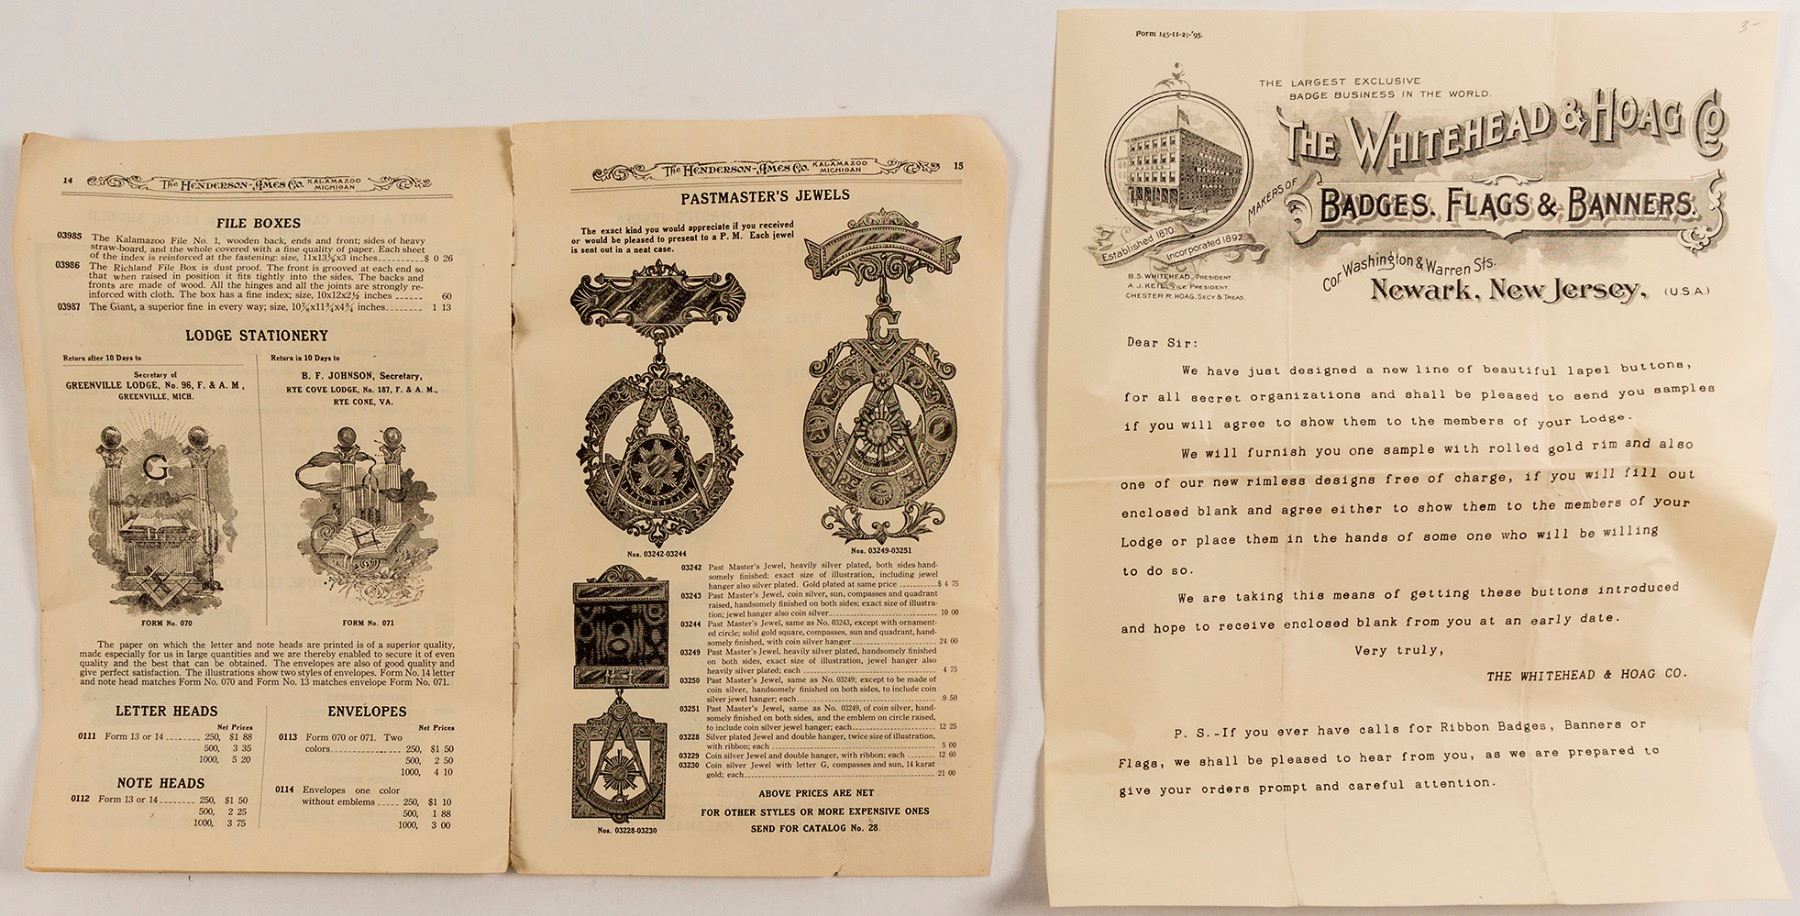 14 The Henderson-Ames Co. KALAMAZOO MICHIGAN
FILE BOXES
03985 The Kalamazoo File No. 1, wooden back, ends and front; sides of heavy
straw-board, and the whole covered with a fine quality of paper. Each sheet
of the index is reinforced at the fastening: size, 11x13⅛x3 inches $ 0 26
03986 The Richland File Box is dust proof. The front is grooved at each end so
that when raised in position it fits tightly into the sides. The backs and
fronts are made of wood. All the hinges and all the joints are strongly re-
inforced with cloth. The box has a fine index; size, 10x12x2½ inches 60
03987 The Giant, a superior fine in every way; size, inches 1 13
LODGE STATIONERY
Return after 10 Days to
Secretary of
GREENVILLE LODGE, No. 96, F. & A M,
GREENVILLE, MICH.
G
FORM No. 070
Return in 10 Days to
B. F. JOHNSON, Secretary,
RYE COVE LODGE, No. 187, F. & A. M.,
RYE CONE, VA.
FORM No. 071
The paper on which the letter and note heads are printed is of a superior quality,
made especially for us in large quantities and we are thereby enabled to secure it of even
quality and the best that can be obtained. The envelopes are also of good quality and
give perfect satisfaction. The illustrations show two styles of envelopes. Form No. 14 letter
and note head matches Form No. 070 and Form No. 13 matches envelope Form No. 071.
LETTER HEADS
Net Prices
0111 Form 13 or 14 250, $1 88
500, 3 35
1000, 5 20
NOTE HEADS
0112 Form 13 or 14 250, $1 50
500, 2 25
1000, 3 75
ENVELOPES
Net Prices
0113 Form 070 or 071. Two
colors 250, $1 50
500, 2 50
1000, 4 10
0114 Envelopes one color
without emblems 250, $1 10
500, 1 88
1000, 3 00
The Henderson-Ames Co. KALAMAZOO MICHIGAN 15
PASTMASTER'S JEWELS
The exact kind you would appreciate if you received
or would be pleased to present to a P. M. Each jewel
is seat out in a neat case.
G
Nos. 03242-03244
Nos. 03249-03251
03242 Past Master's Jewel, heavily silver plated, both sides hand-
somely finished; exact size of illustration, including jewel
hanger also silver plated. Gold plated at same price $ 4 75
03243 Past Master's Jewel, coin silver, sun, compasses and quadrant
raised, handsomely finished on both sides; exact size of illustra-
tion; jewel hanger also coin silver 10 00
03244 Past Master's Jewel, same as No. 03243, except with ornament-
ed circle; solid gold square, compasses, sun and quadrant, hand-
somely finished, with coin silver hanger 24 00
03249 Past Master's Jewel, heavily silver plated, handsomely finished
on both sides, exact size of illustration, jewel hanger also
heavily silver plated; each 4 75
03250 Past Master's Jewel, same as No. 03249; except to be made of
coin silver, handsomely finished on both sides, to include coin
silver jewel hanger; each 9 50
03251 Past Master's Jewel, same as No. 03249, of coin silver, hand-
somely finished on both sides, and the emblem on circle raised,
to include coin silver jewel hanger; each 12 25
03228 Silver plated Jewel and double hanger, twice size of illustration,
with ribbon; each 5 00
03229 Coin silver Jewel and double hanger, with ribbon; each 12 60
03230 Coin silver Jewel with letter G, compasses and sun, 14 karat
gold; each 21 00
Nos. 03228-03230
ABOVE PRICES ARE NET
FOR OTHER STYLES OR MORE EXPENSIVE ONES
SEND FOR CATALOG No. 28
Form 145-11-25-'95.
3-
THE LARGEST EXCLUSIVE
BADGE BUSINESS IN THE WORLD.
THE WHITEHEAD & HOAG CO
MAKERS OF
BADGES, FLAGS & BANNERS.
Established 1870.
Incorporated 1892
Cor. Washington & Warren Sts.
Newark, New Jersey, (U.S.A.)
B. S. WHITEHEAD, PRESIDENT
A. J. KEIL, VICE PRESIDENT.
CHESTER R. HOAG, SECY & TREAS.
Dear Sir:
We have just designed a new line of beautiful lapel buttons,
for all secret organizations and shall be pleased to send you samples
if you will agree to show them to the members of your Lodge.
We will furnish you one sample with rolled gold rim and also
one of our new rimless designs free of charge, if you will fill out
enclosed blank and agree either to show them to the members of your
Lodge or place them in the hands of some one who will be willing
to do so.
We are taking this means of getting these buttons introduced
and hope to receive enclosed blank from you at an early date.
Very truly,
THE WHITEHEAD & HOAG CO.
P. S.-If you ever have calls for Ribbon Badges, Banners or
Flags, we shall be pleased to hear from you, as we are prepared to
give your orders prompt and careful attention.